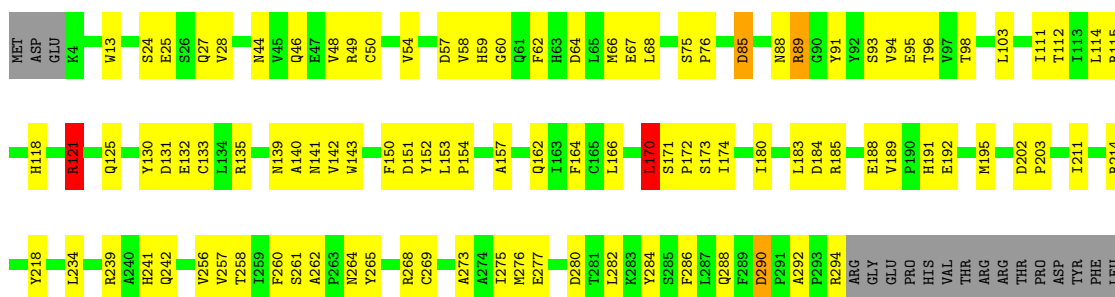 MET ASP GLU K4 W13 S24 E25 S26 Q27 V28 N44 V45 Q46 E47 V48 R49 C50 V54 D57 V58 H59 G60 Q61 F62 H63 D64 L65 M66 E67 L68 S75 P76 D85 N88 R89 G90 Y91 Y92 S93 V94 E95 T96 V97 T98 L103 I111 T112 I113 L114 R115
H118 R121 Q125 Y130 D131 E132 C133 L134 R135 N139 A140 N141 V142 W143 F150 D151 Y152 L153 P154 A157 Q162 I163 F164 C165 L166 L170 S171 P172 S173 I174 I180 L183 D184 R185 E188 V189 P190 H191 E192 M195 D202 P203 I211 R214
Y218 L234 R239 A240 H241 Q242 V256 V257 T258 I259 F260 S261 A262 P263 N264 Y265 R268 C269 A273 A274 I275 M276 E277 D280 T281 L282 K283 Y284 S285 F286 L287 Q288 F289 D290 P291 A292 P293 R294 ARG GLY GLU PRO HIS VAL THR ARG ARG THR PRO ASP TYR PHE